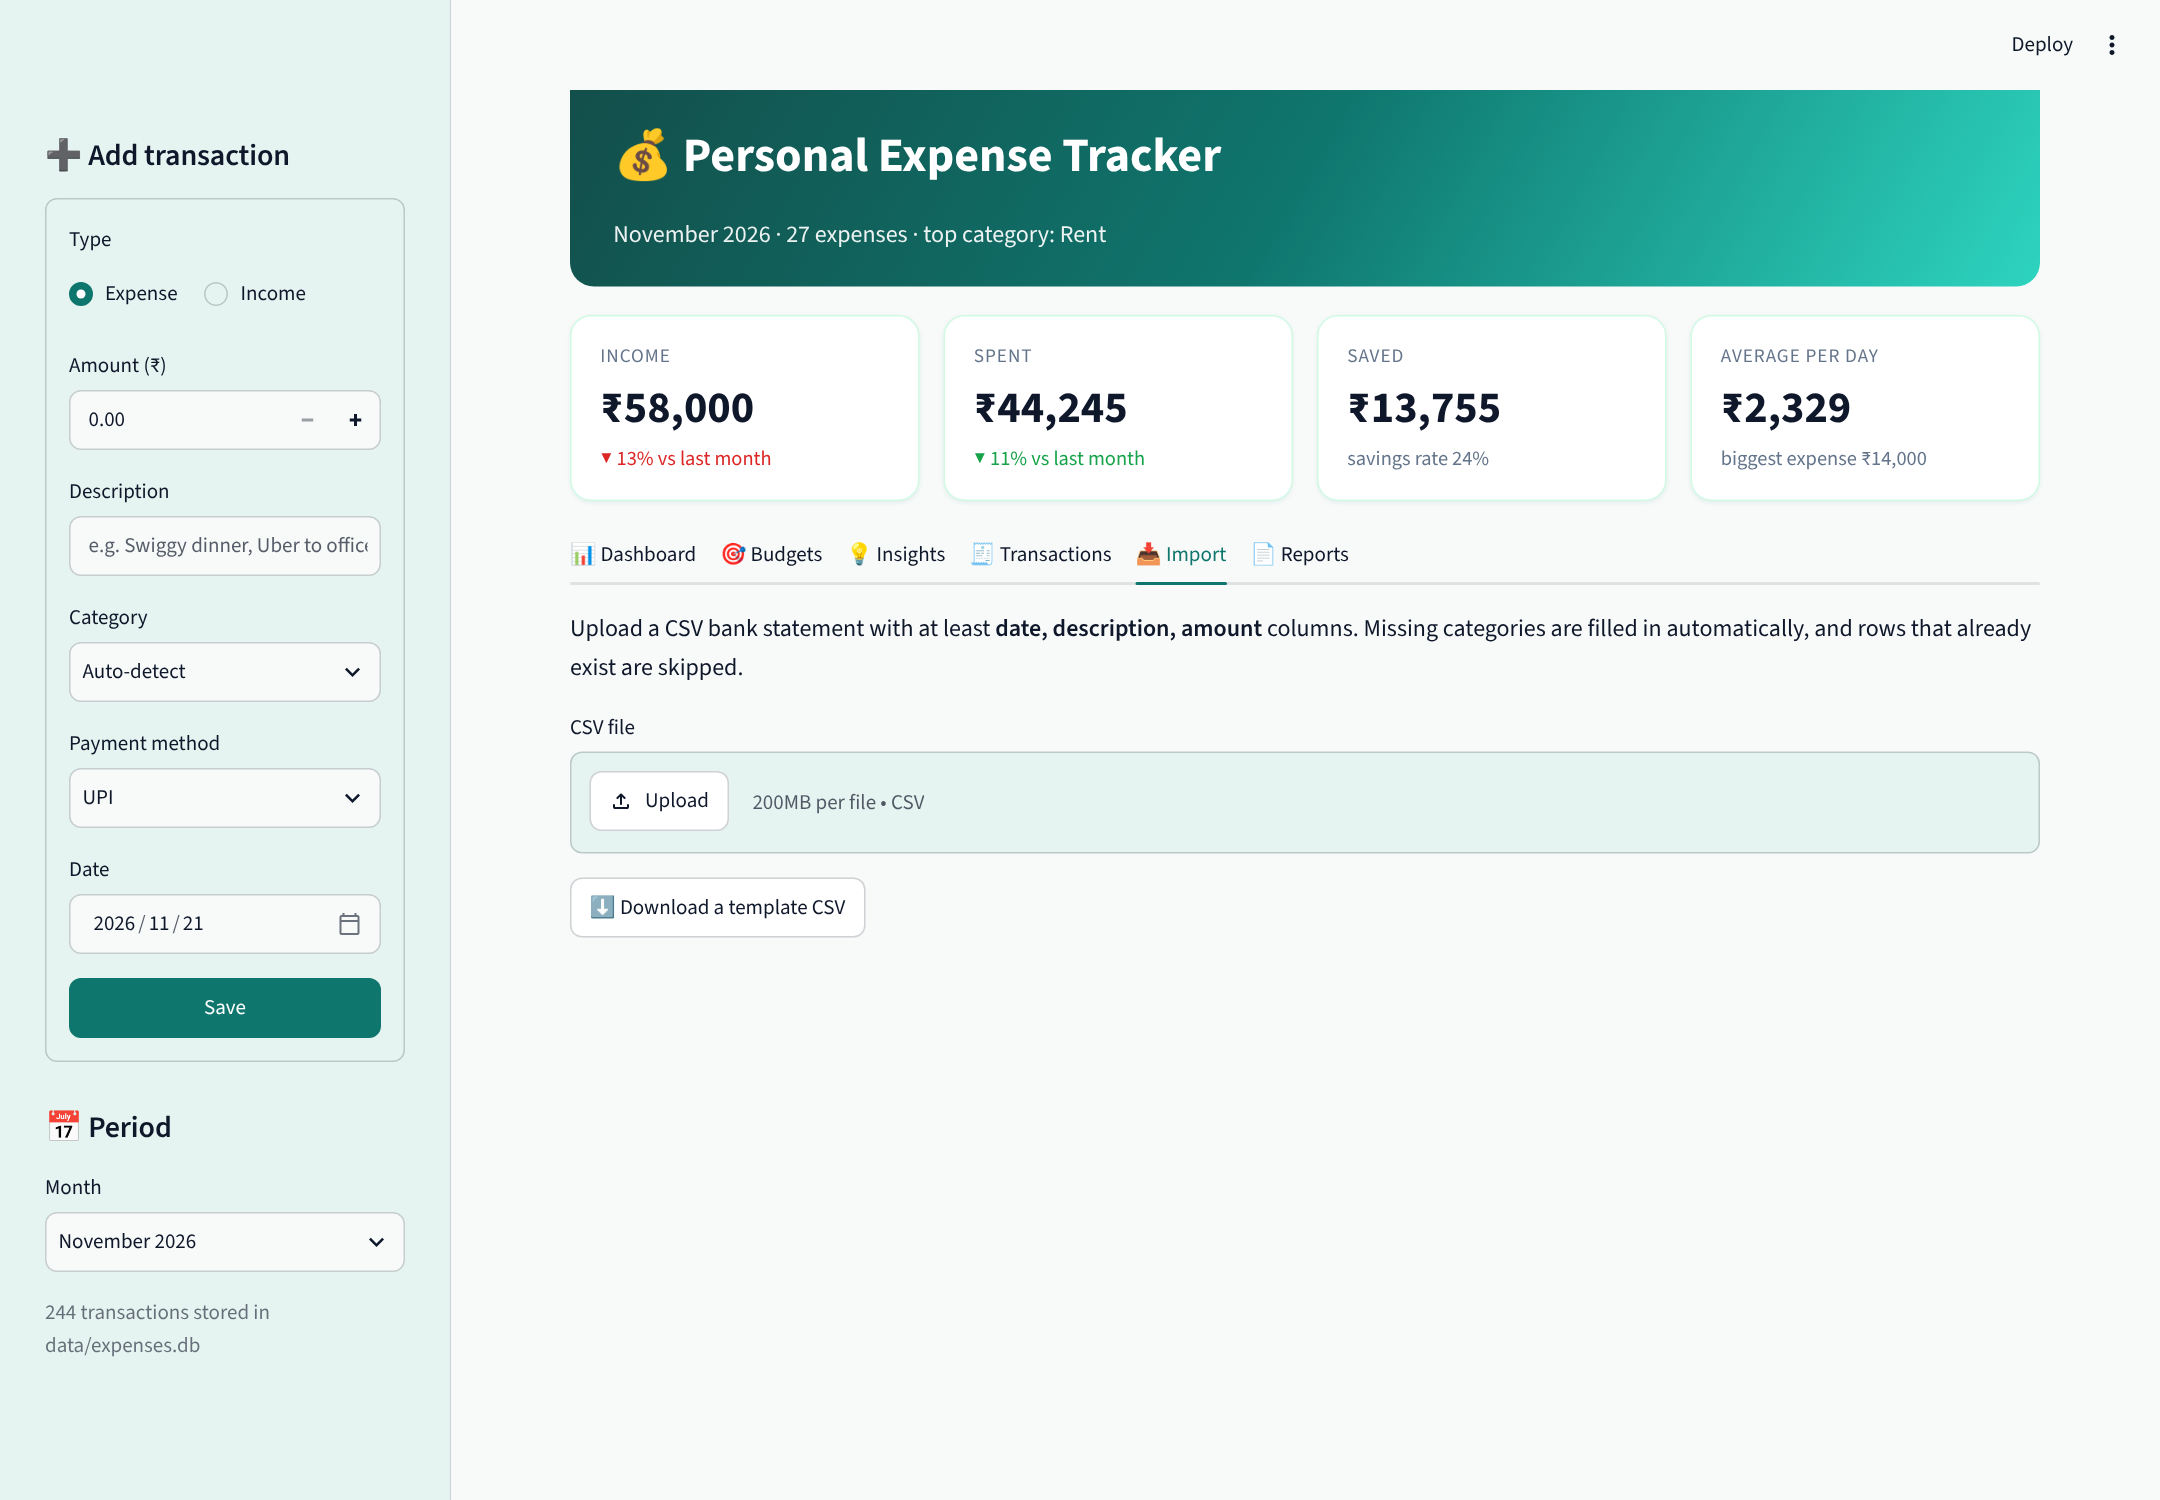 Deploy
➕ Add transaction
Type
Expense
Income
Amount (₹)
0.00
Description
e.g. Swiggy dinner, Uber to office
Category
Auto-detect
Payment method
UPI
Date
2026 / 11 / 21
Save
📅 Period
Month
November 2026
244 transactions stored in
data/expenses.db
💰 Personal Expense Tracker
November 2026 · 27 expenses · top category: Rent
INCOME
₹58,000
▼ 13% vs last month
SPENT
₹44,245
▼ 11% vs last month
SAVED
₹13,755
savings rate 24%
AVERAGE PER DAY
₹2,329
biggest expense ₹14,000
📊 Dashboard
🎯 Budgets
💡 Insights
🧾 Transactions
📥 Import
📄 Reports
Upload a CSV bank statement with at least date, description, amount columns. Missing categories are filled in automatically, and rows that already
exist are skipped.
CSV file
Upload
200MB per file • CSV
⬇️ Download a template CSV